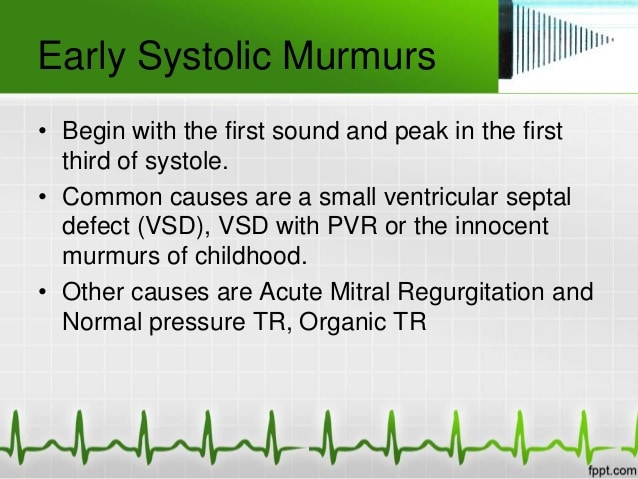 Early Systolic Murmurs
• Begin with the first sound and peak in the first
third of systole.
• Common causes are a small ventricular septal
defect (VSD), VSD with PVR or the innocent
murmurs of childhood.
• Other causes are Acute Mitral Regurgitation and
Normal pressure TR, Organic TR
fppt.com